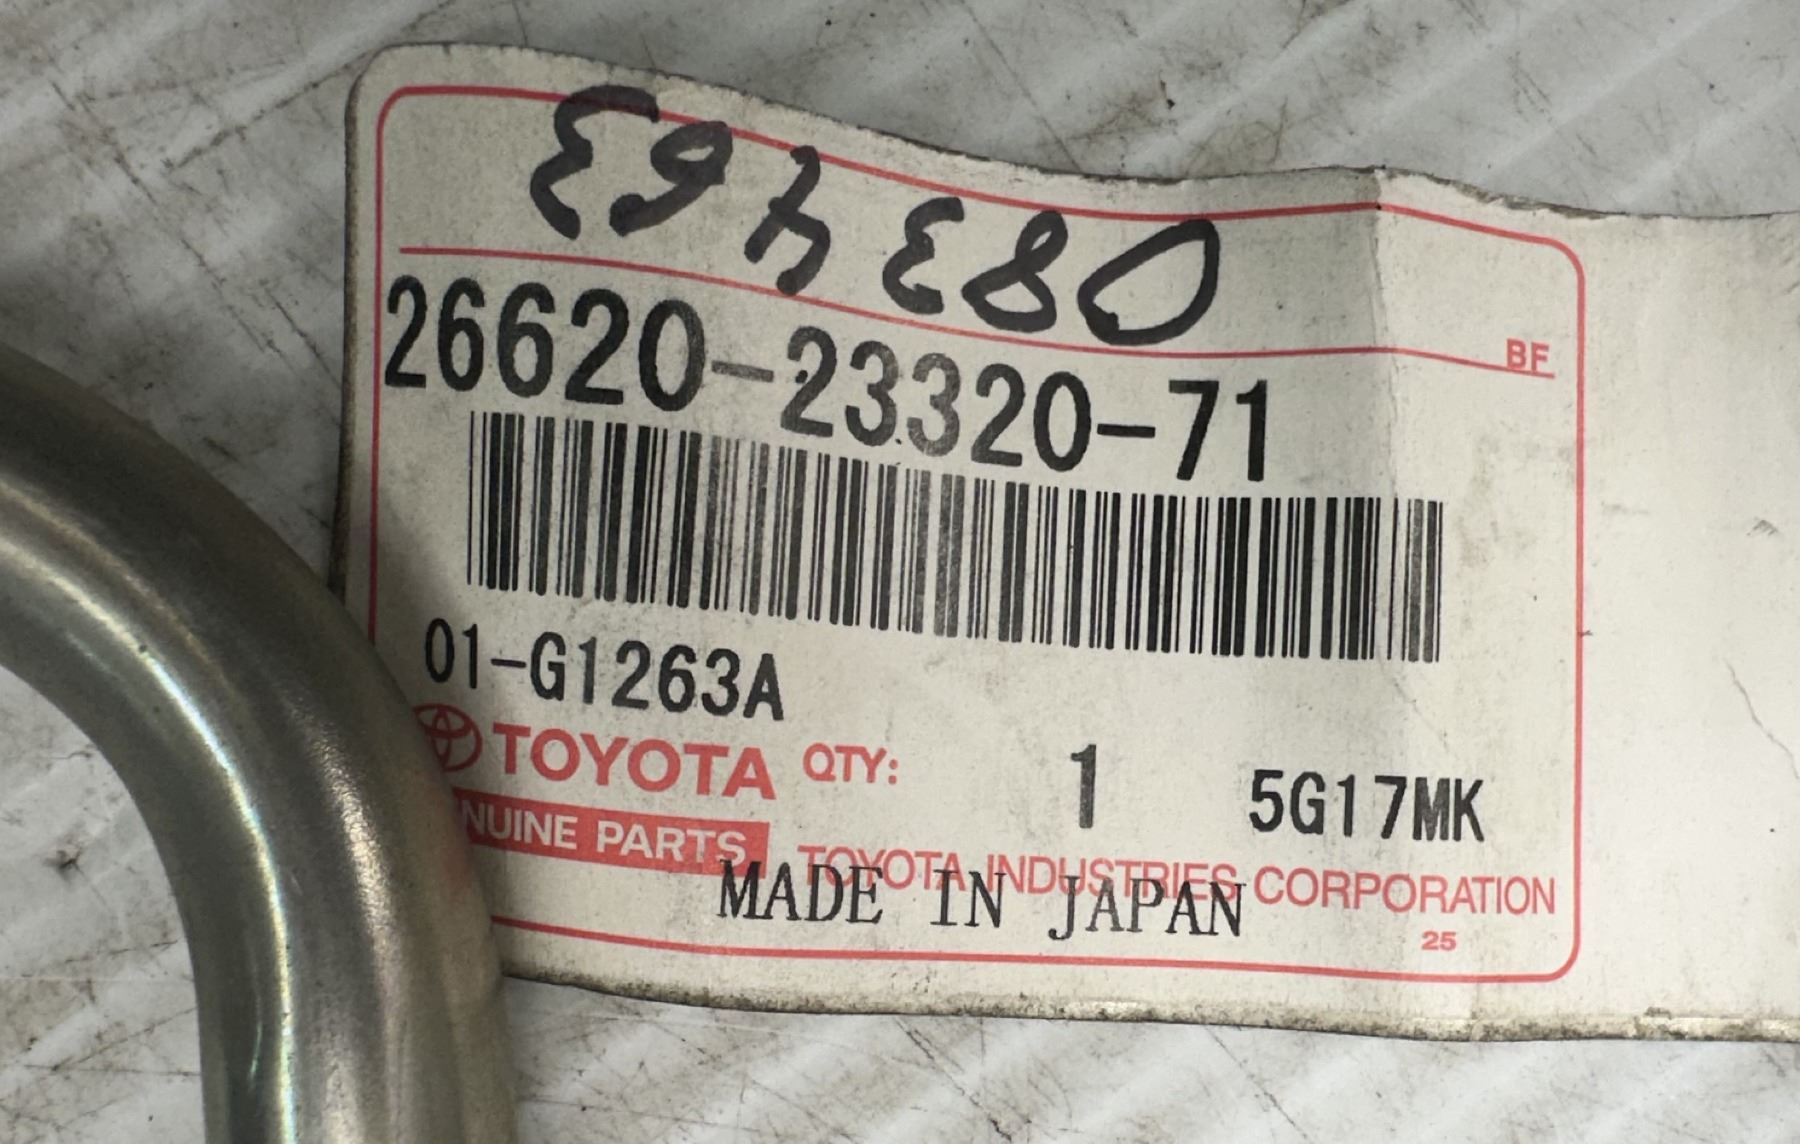 083463
BF
26620-23320-71
01-G1263A
TOYOTA QTY: 1 5G17MK
NUINE PARTS TOYOTA INDUSTRIES CORPORATION
MADE IN JAPAN
25